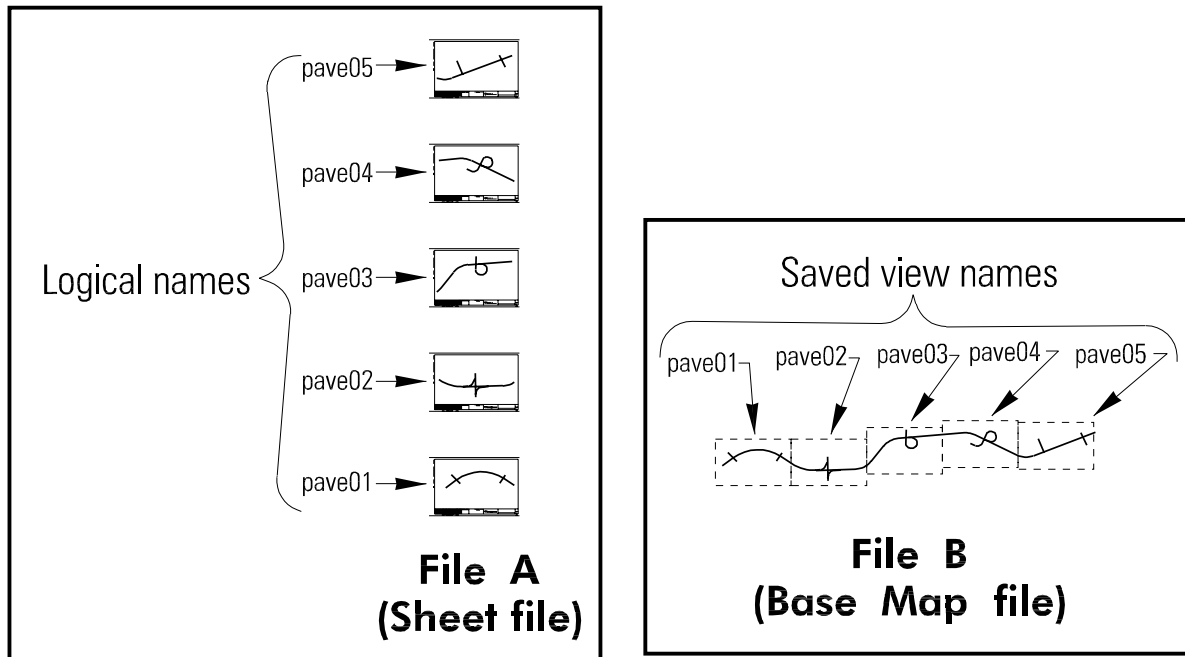 pave05
pave04
Logical names
pave03
pave02
pave01
File A
(Sheet file)
Saved view names
pave01
pave02
pave03
pave04
pave05
File B
(Base Map file)